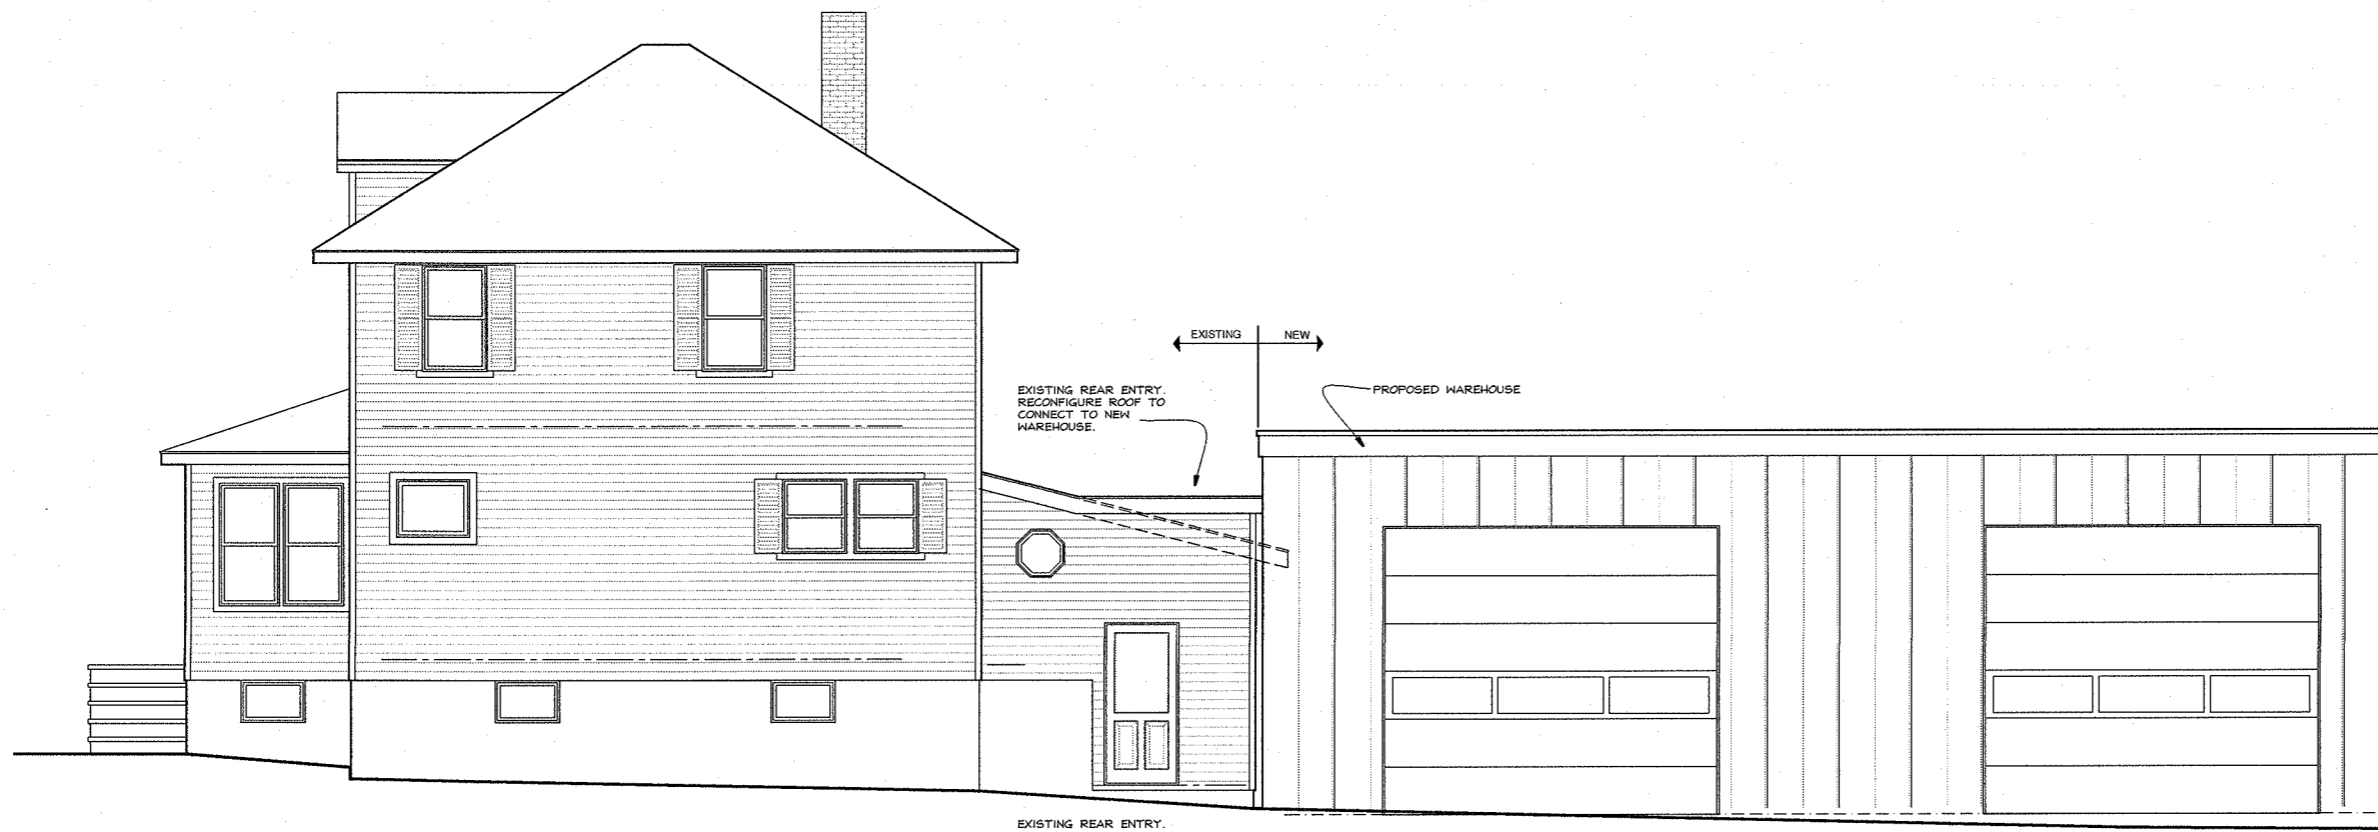 EXISTING NEW
EXISTING REAR ENTRY.
RECONFIGURE ROOF TO
CONNECT TO NEW
WAREHOUSE.
PROPOSED WAREHOUSE
EXISTING REAR ENTRY.